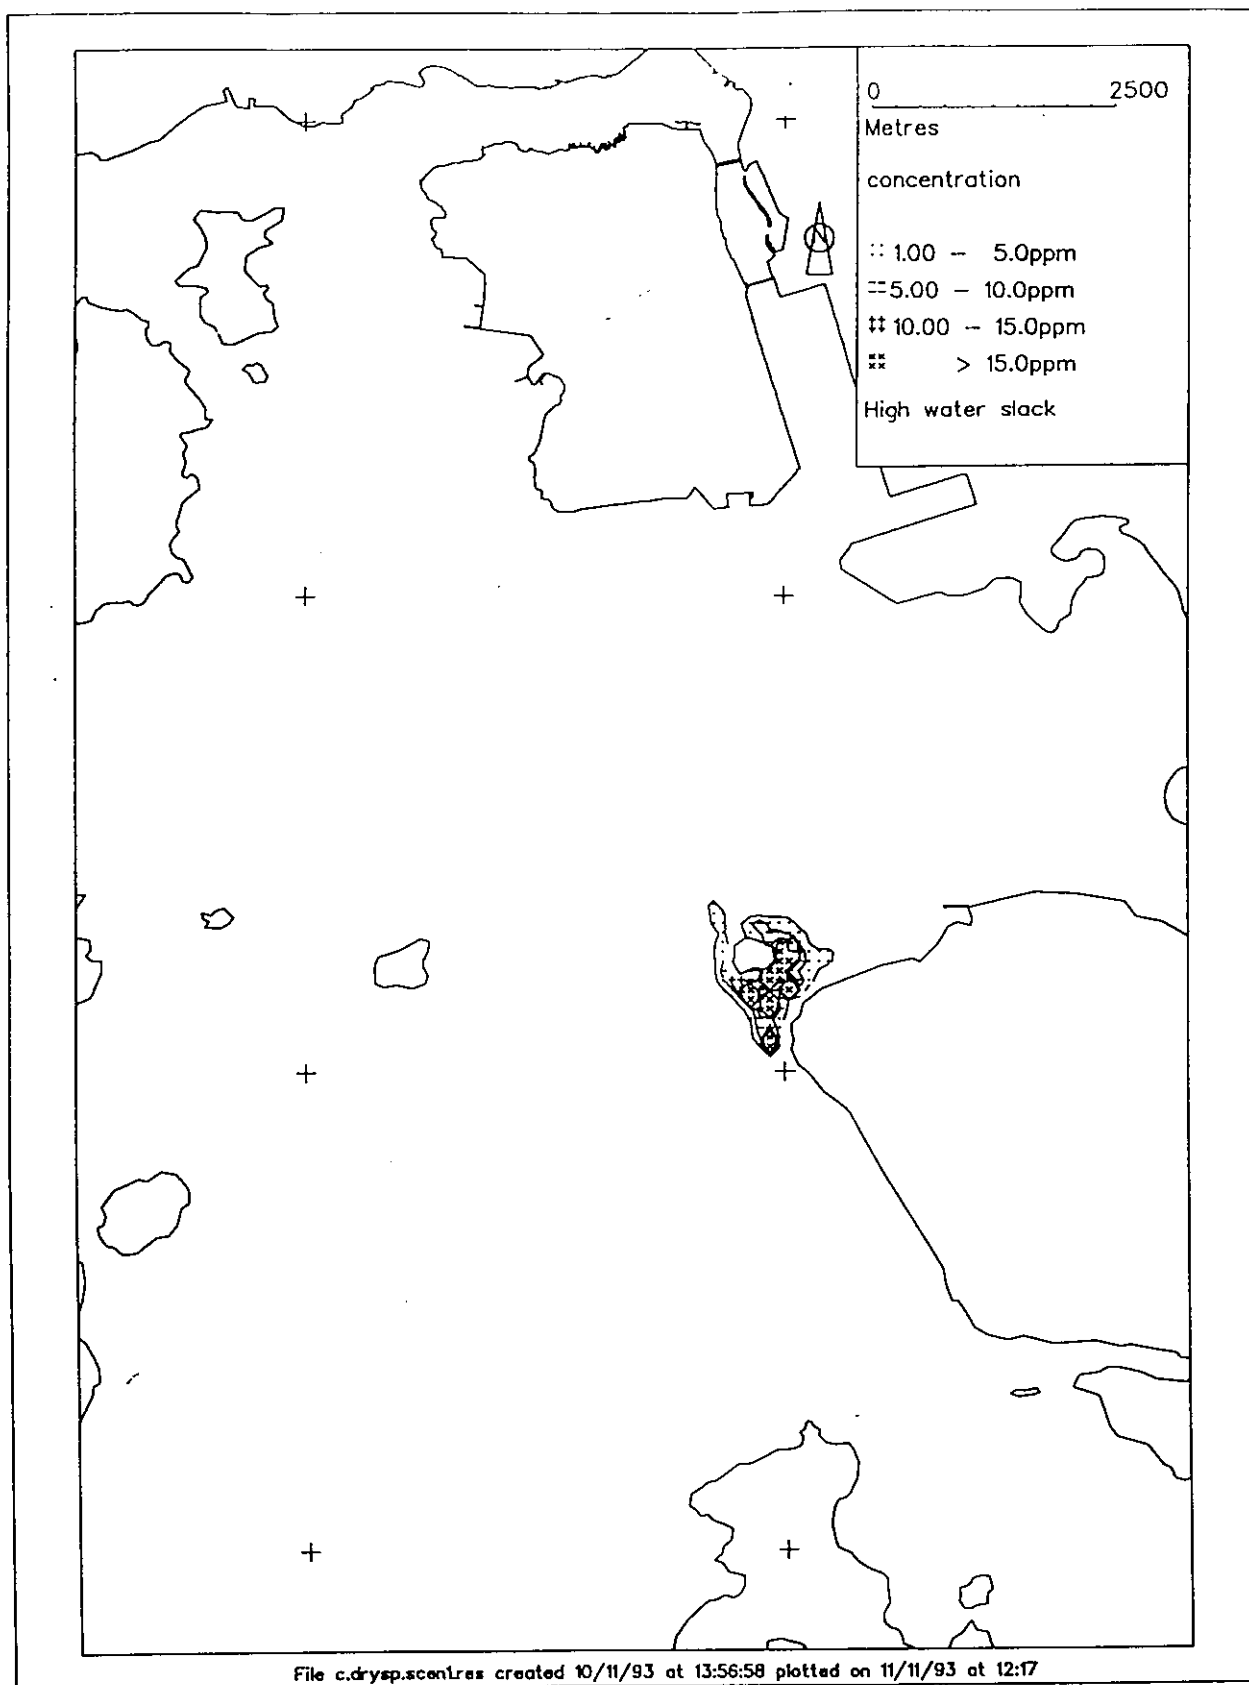 0 2500
Metres
concentration
1.00 - 5.0ppm
5.00 - 10.0ppm
10.00 - 15.0ppm
> 15.0ppm
High water slack
File c.drysp.scen1.res created 10/11/93 at 13:56:58 plotted on 11/11/93 at 12:17